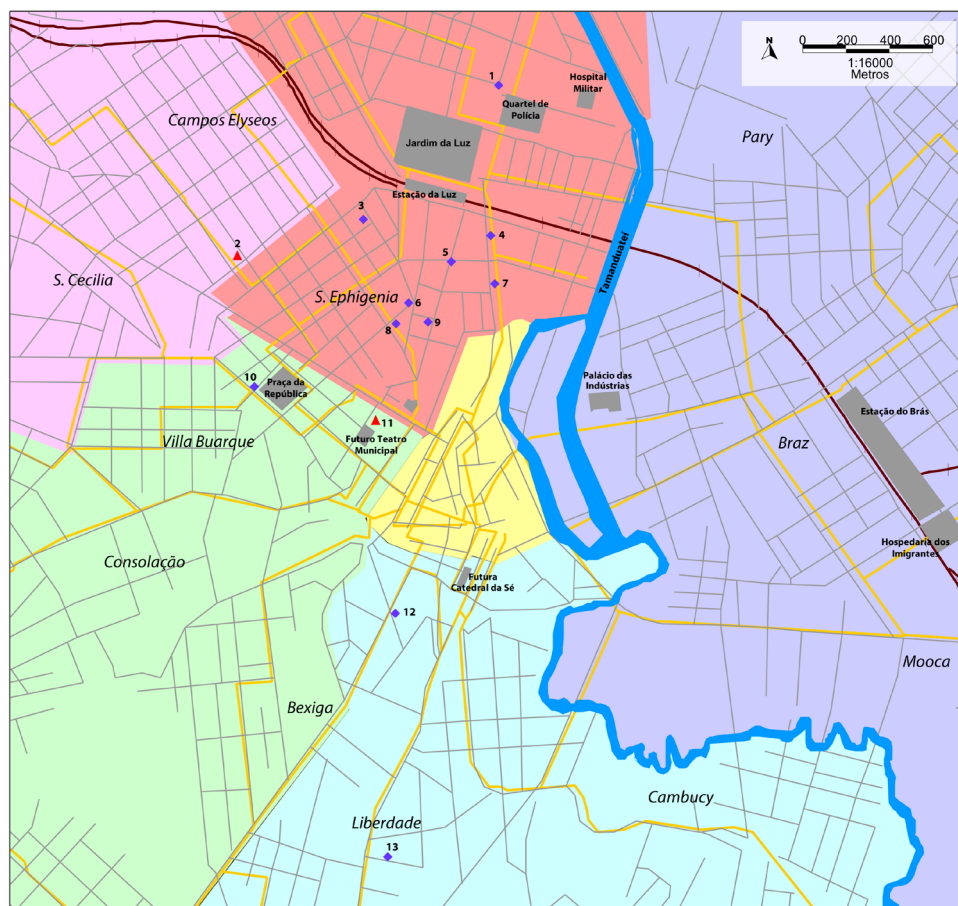 N
0 200 400 600
1:16000
Metros
1
Hospital
Militar
Quartel de
Polícia
Campos Elyseos
Pary
Jardim da Luz
Estação da Luz
3
2
4
Tamanduateí
5
S. Cecilia
7
S. Ephigenia
6
8
9
Palácio das
Indústrias
10
Praça da
República
Estação do Brás
11
Villa Buarque
Futuro Teatro
Municipal
Braz
Hospedaria dos
Imigrantes
Consolação
Futura
Catedral da Sé
12
Mooca
Bexiga
Cambucy
Liberdade
13